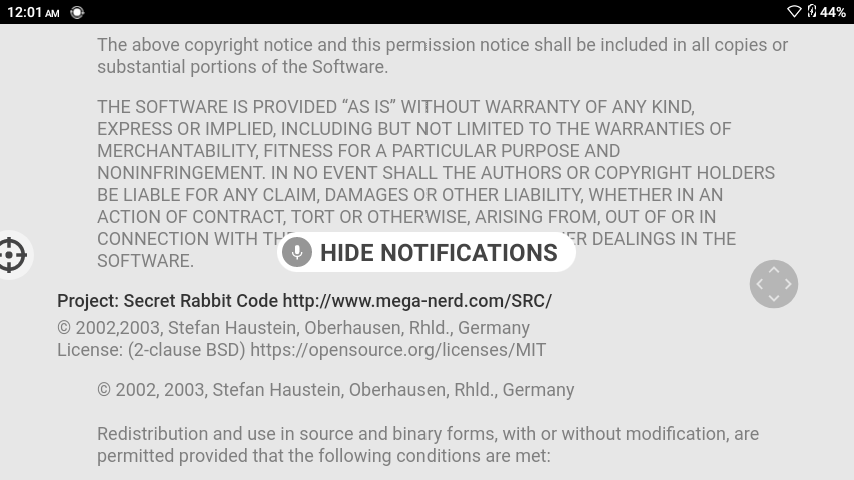 12:01 AM
44%
The above copyright notice and this permission notice shall be included in all copies or
substantial portions of the Software.
THE SOFTWARE IS PROVIDED “AS IS” WITHOUT WARRANTY OF ANY KIND,
EXPRESS OR IMPLIED, INCLUDING BUT NOT LIMITED TO THE WARRANTIES OF
MERCHANTABILITY, FITNESS FOR A PARTICULAR PURPOSE AND
NONINFRINGEMENT. IN NO EVENT SHALL THE AUTHORS OR COPYRIGHT HOLDERS
BE LIABLE FOR ANY CLAIM, DAMAGES OR OTHER LIABILITY, WHETHER IN AN
ACTION OF CONTRACT, TORT OR OTHERWISE, ARISING FROM, OUT OF OR IN
CONNECTION WITH DEALINGS IN THE
HIDE NOTIFICATIONS
SOFTWARE.
Project: Secret Rabbit Code http://www.mega-nerd.com/SRC/
© 2002,2003, Stefan Haustein, Oberhausen, Rhld., Germany
License: (2-clause BSD) https://opensource.org/licenses/MIT
© 2002, 2003, Stefan Haustein, Oberhausen, Rhld., Germany
Redistribution and use in source and binary forms, with or without modification, are
permitted provided that the following conditions are met: